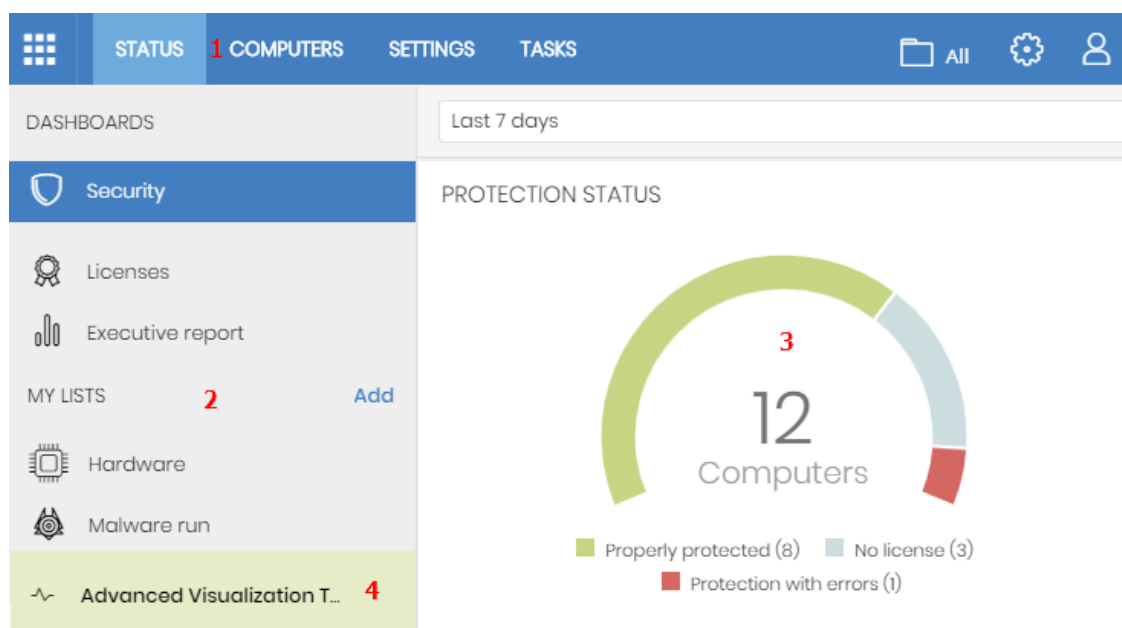 STATUS 1 COMPUTERS SETTINGS TASKS All
DASHBOARDS
Last 7 days
Security
PROTECTION STATUS
Licenses
Executive report
3
MY LISTS 2 Add
12
Computers
Hardware
Malware run
Properly protected (8) No license (3)
Protection with errors (1)
Advanced Visualization T... 4